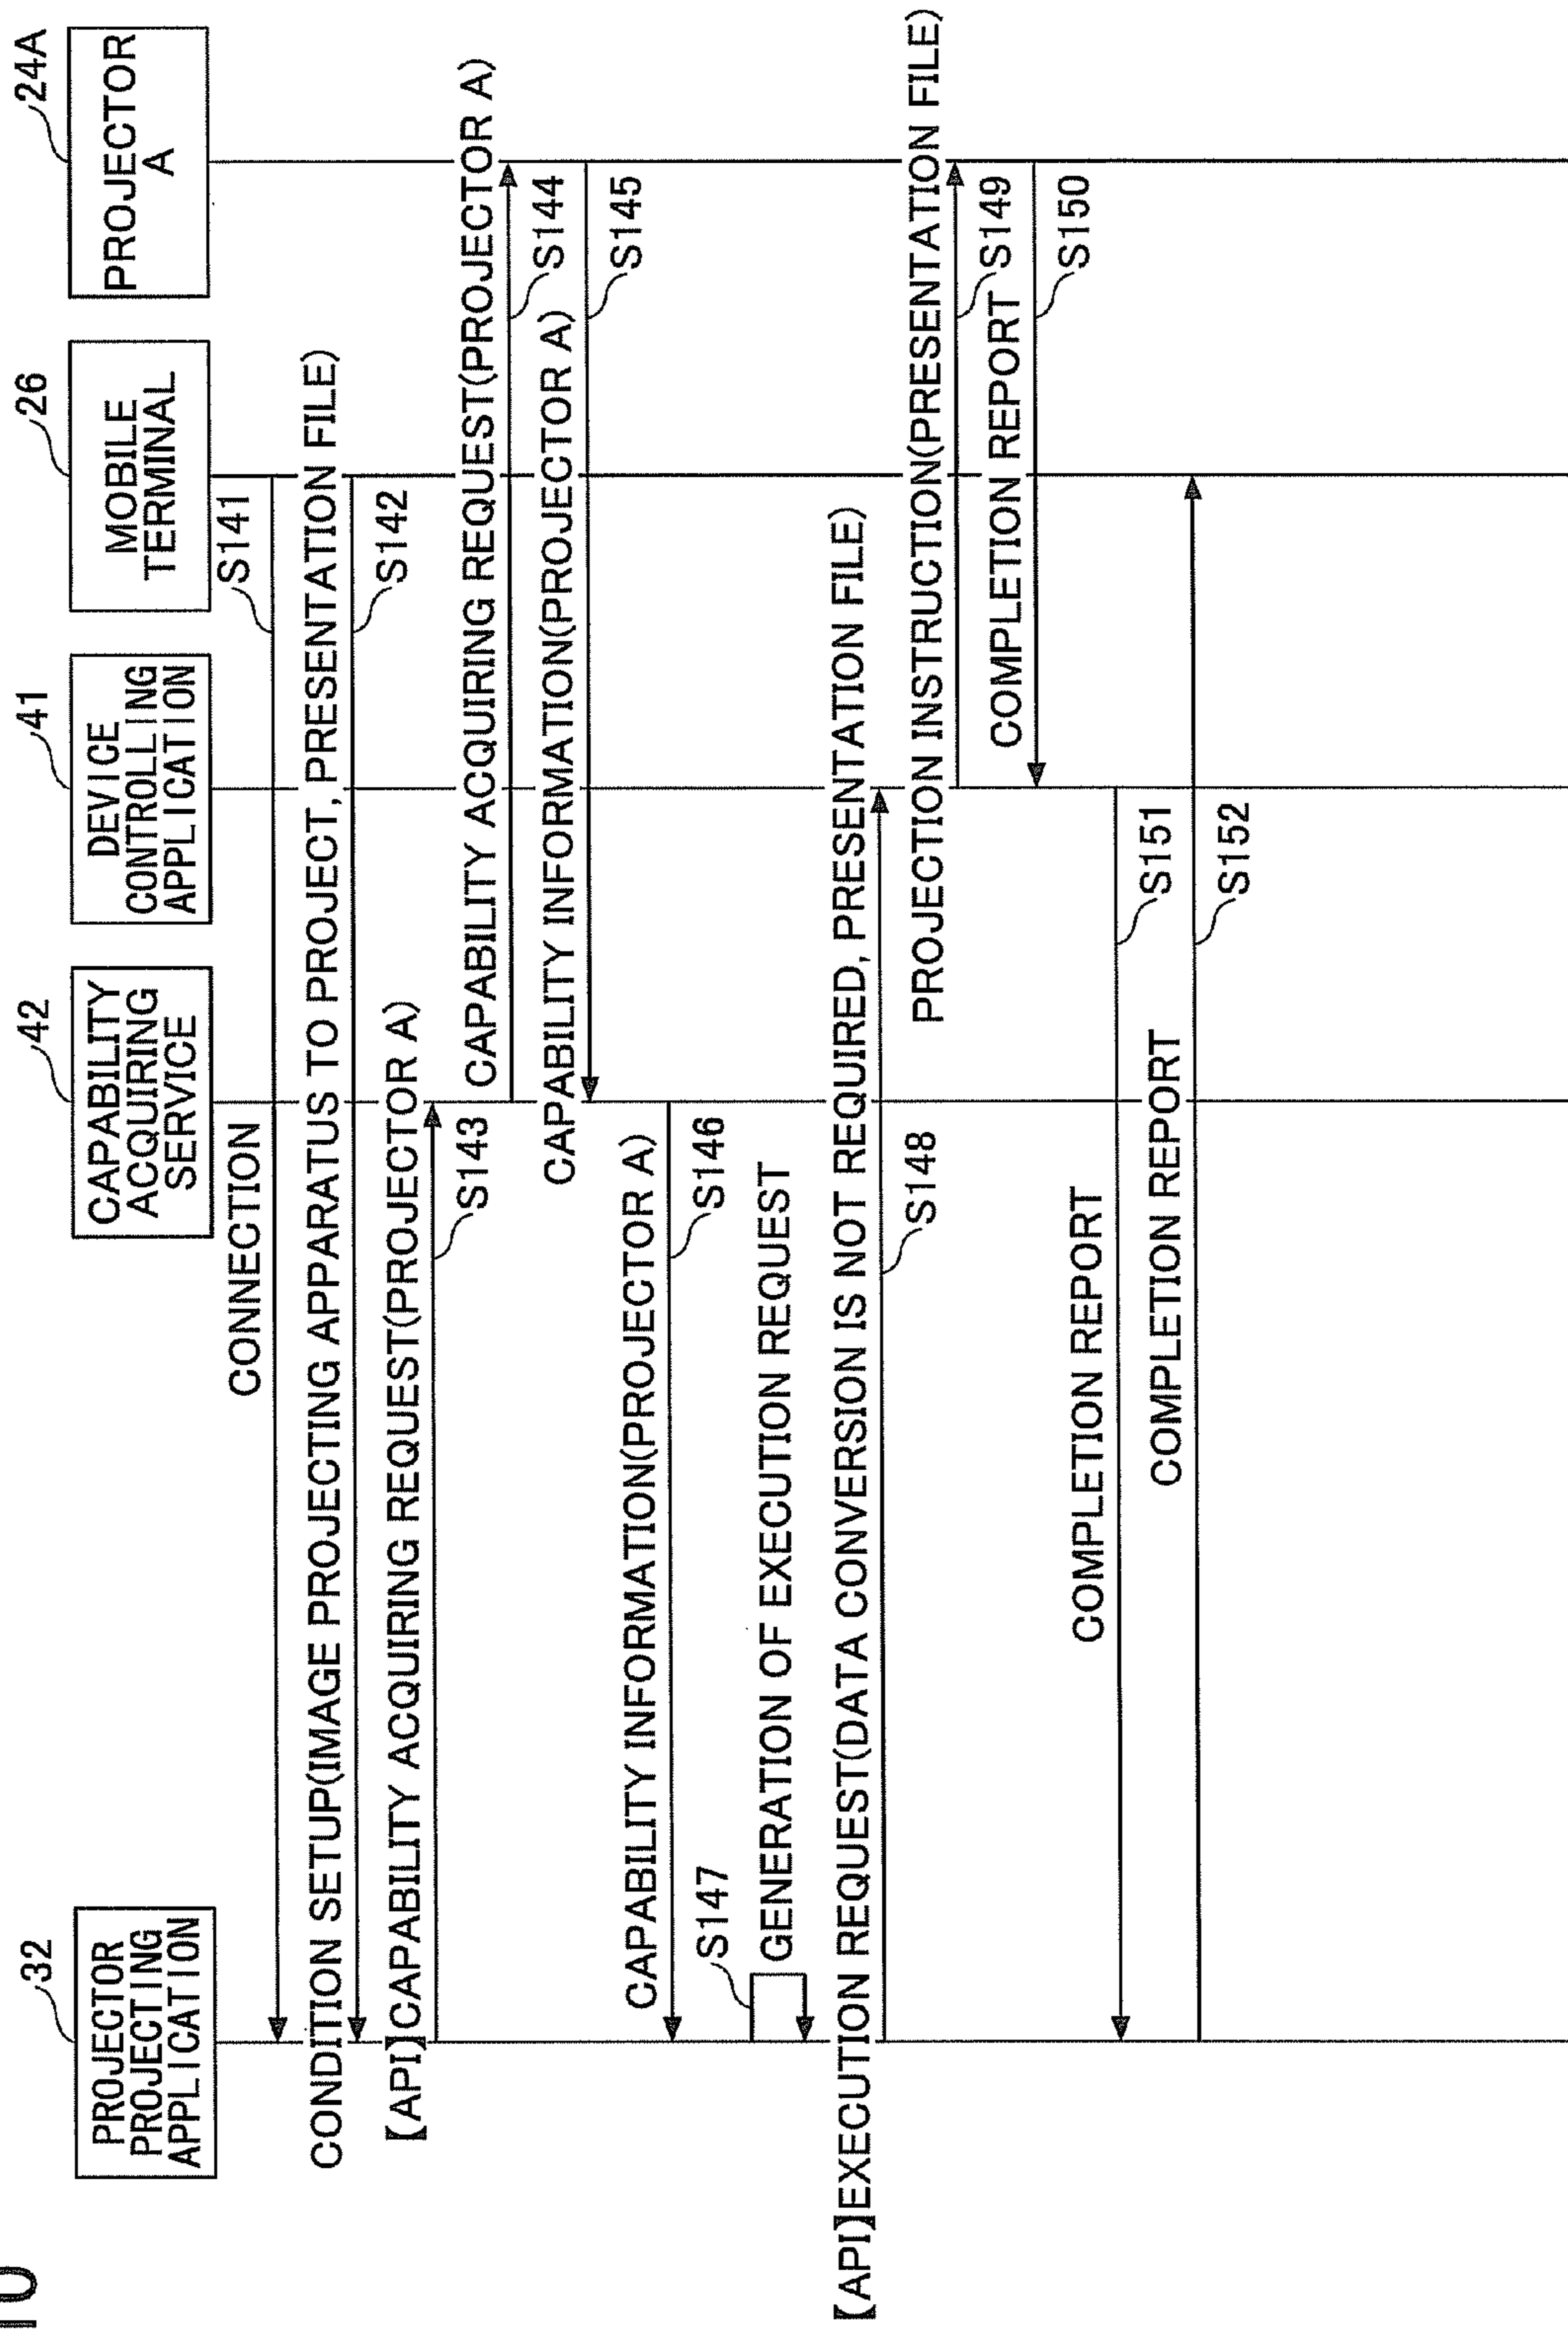 10
32
PROJECTOR
PROJECTING
APPLICATION
42
CAPABILITY
ACQUIRING
SERVICE
41
DEVICE
CONTROLLING
APPLICATION
26
MOBILE
TERMINAL
24A
PROJECTOR
A
CONNECTION
S141
CONDITION SETUP(IMAGE PROJECTING APPARATUS TO PROJECT, PRESENTATION FILE)
S142
【API】CAPABILITY ACQUIRING REQUEST(PROJECTOR A)
S143
CAPABILITY ACQUIRING REQUEST(PROJECTOR A)
S144
CAPABILITY INFORMATION(PROJECTOR A)
S145
CAPABILITY INFORMATION(PROJECTOR A)
S146
S147
GENERATION OF EXECUTION REQUEST
【API】EXECUTION REQUEST(DATA CONVERSION IS NOT REQUIRED, PRESENTATION FILE)
S148
PROJECTION INSTRUCTION(PRESENTATION FILE)
S149
COMPLETION REPORT
S150
COMPLETION REPORT
S151
COMPLETION REPORT
S152